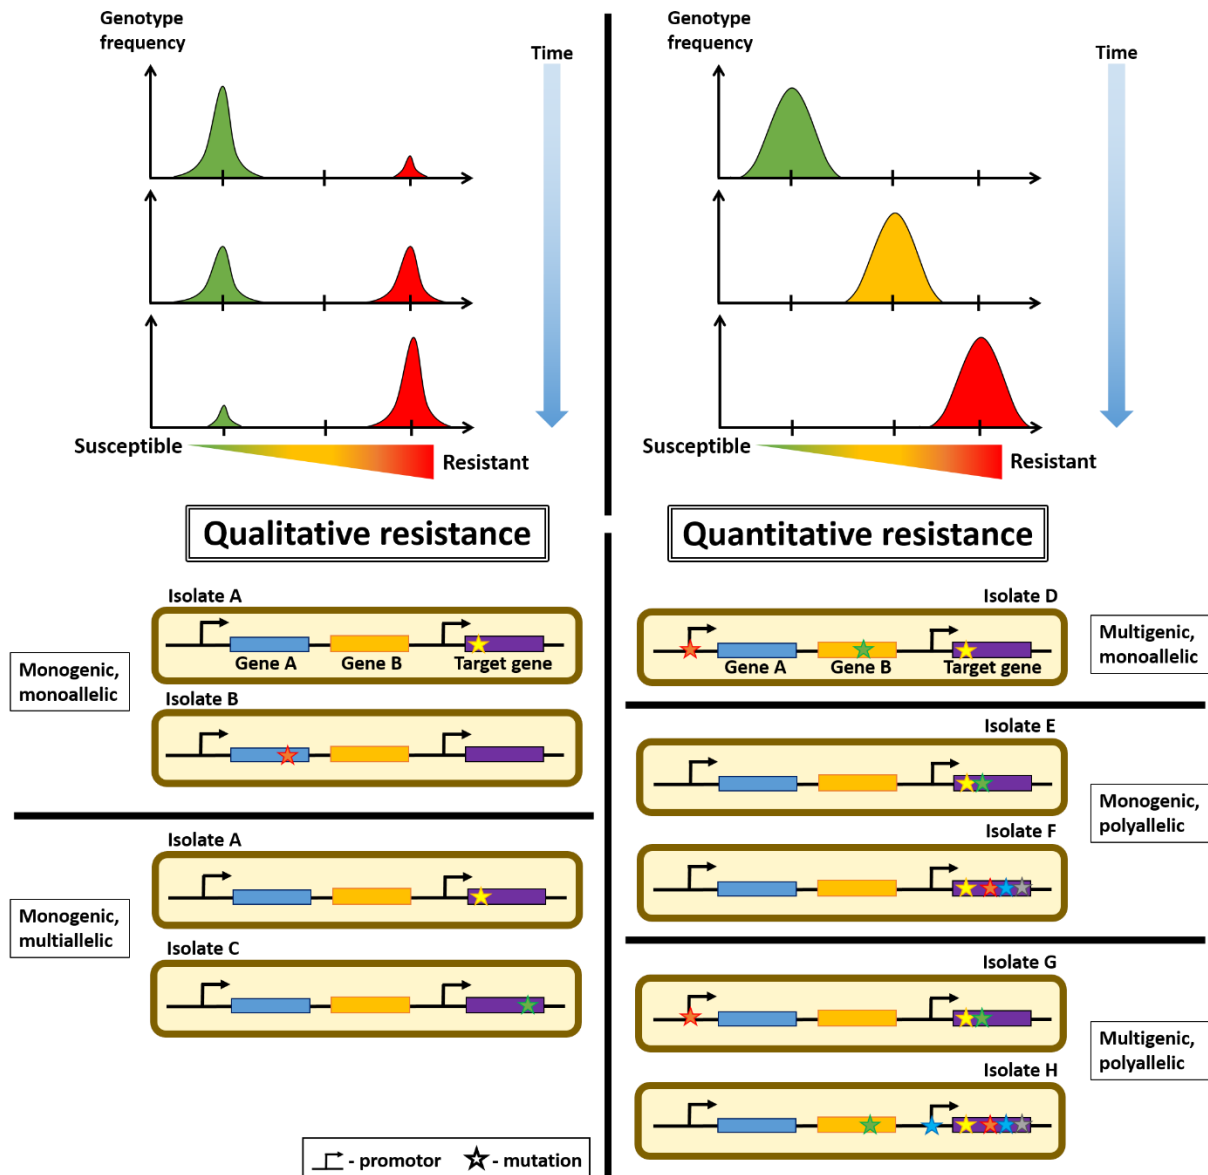 Genotype
frequency
Time
Susceptible
Resistant
Qualitative resistance
Isolate A
Gene A
Gene B
Target gene
Monogenic,
monoallelic
Isolate B
Isolate A
Monogenic,
multiallelic
Isolate C
- promotor
- mutation
Genotype
frequency
Time
Susceptible
Resistant
Quantitative resistance
Isolate D
Gene A
Gene B
Target gene
Multigenic,
monoallelic
Isolate E
Monogenic,
polyallelic
Isolate F
Isolate G
Multigenic,
polyallelic
Isolate H